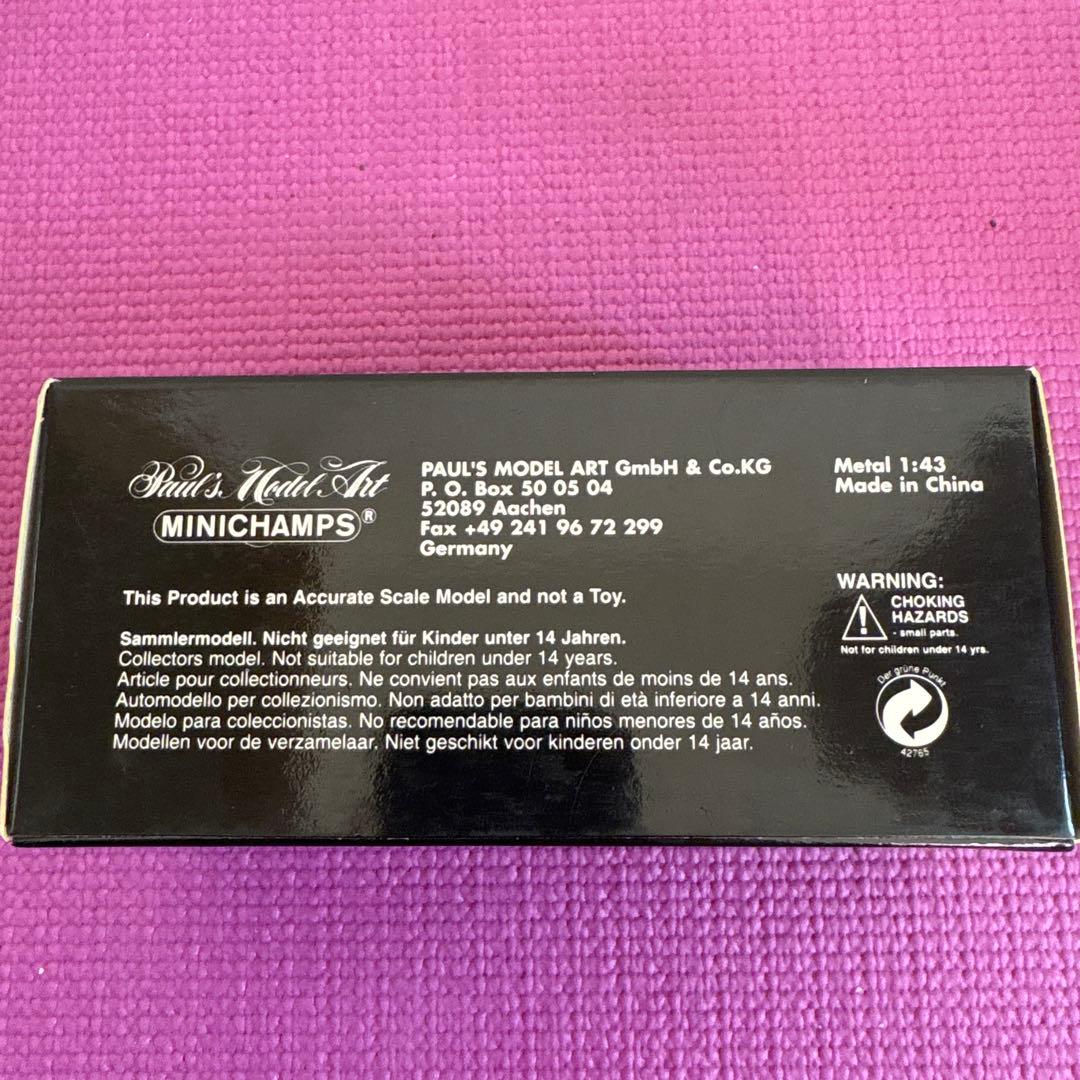 Paul's Model Art
MINICHAMPS®
PAUL'S MODEL ART GmbH & Co.KG
P. O. Box 50 05 04
52089 Aachen
Fax +49 241 96 72 299
Germany
Metal 1:43
Made in China
This Product is an Accurate Scale Model and not a Toy.
Sammlermodell. Nicht geeignet für Kinder unter 14 Jahren.
Collectors model. Not suitable for children under 14 years.
Article pour collectionneurs. Ne convient pas aux enfants de moins de 14 ans.
Automodello per collezionismo. Non adatto per bambini di età inferiore a 14 anni.
Modelo para coleccionistas. No recomendable para niños menores de 14 años.
Modellen voor de verzamelaar. Niet geschikt voor kinderen onder 14 jaar.
WARNING:
CHOKING
HAZARDS
- small parts.
Not for children under 14 yrs.
Der grüne Punkt
42765